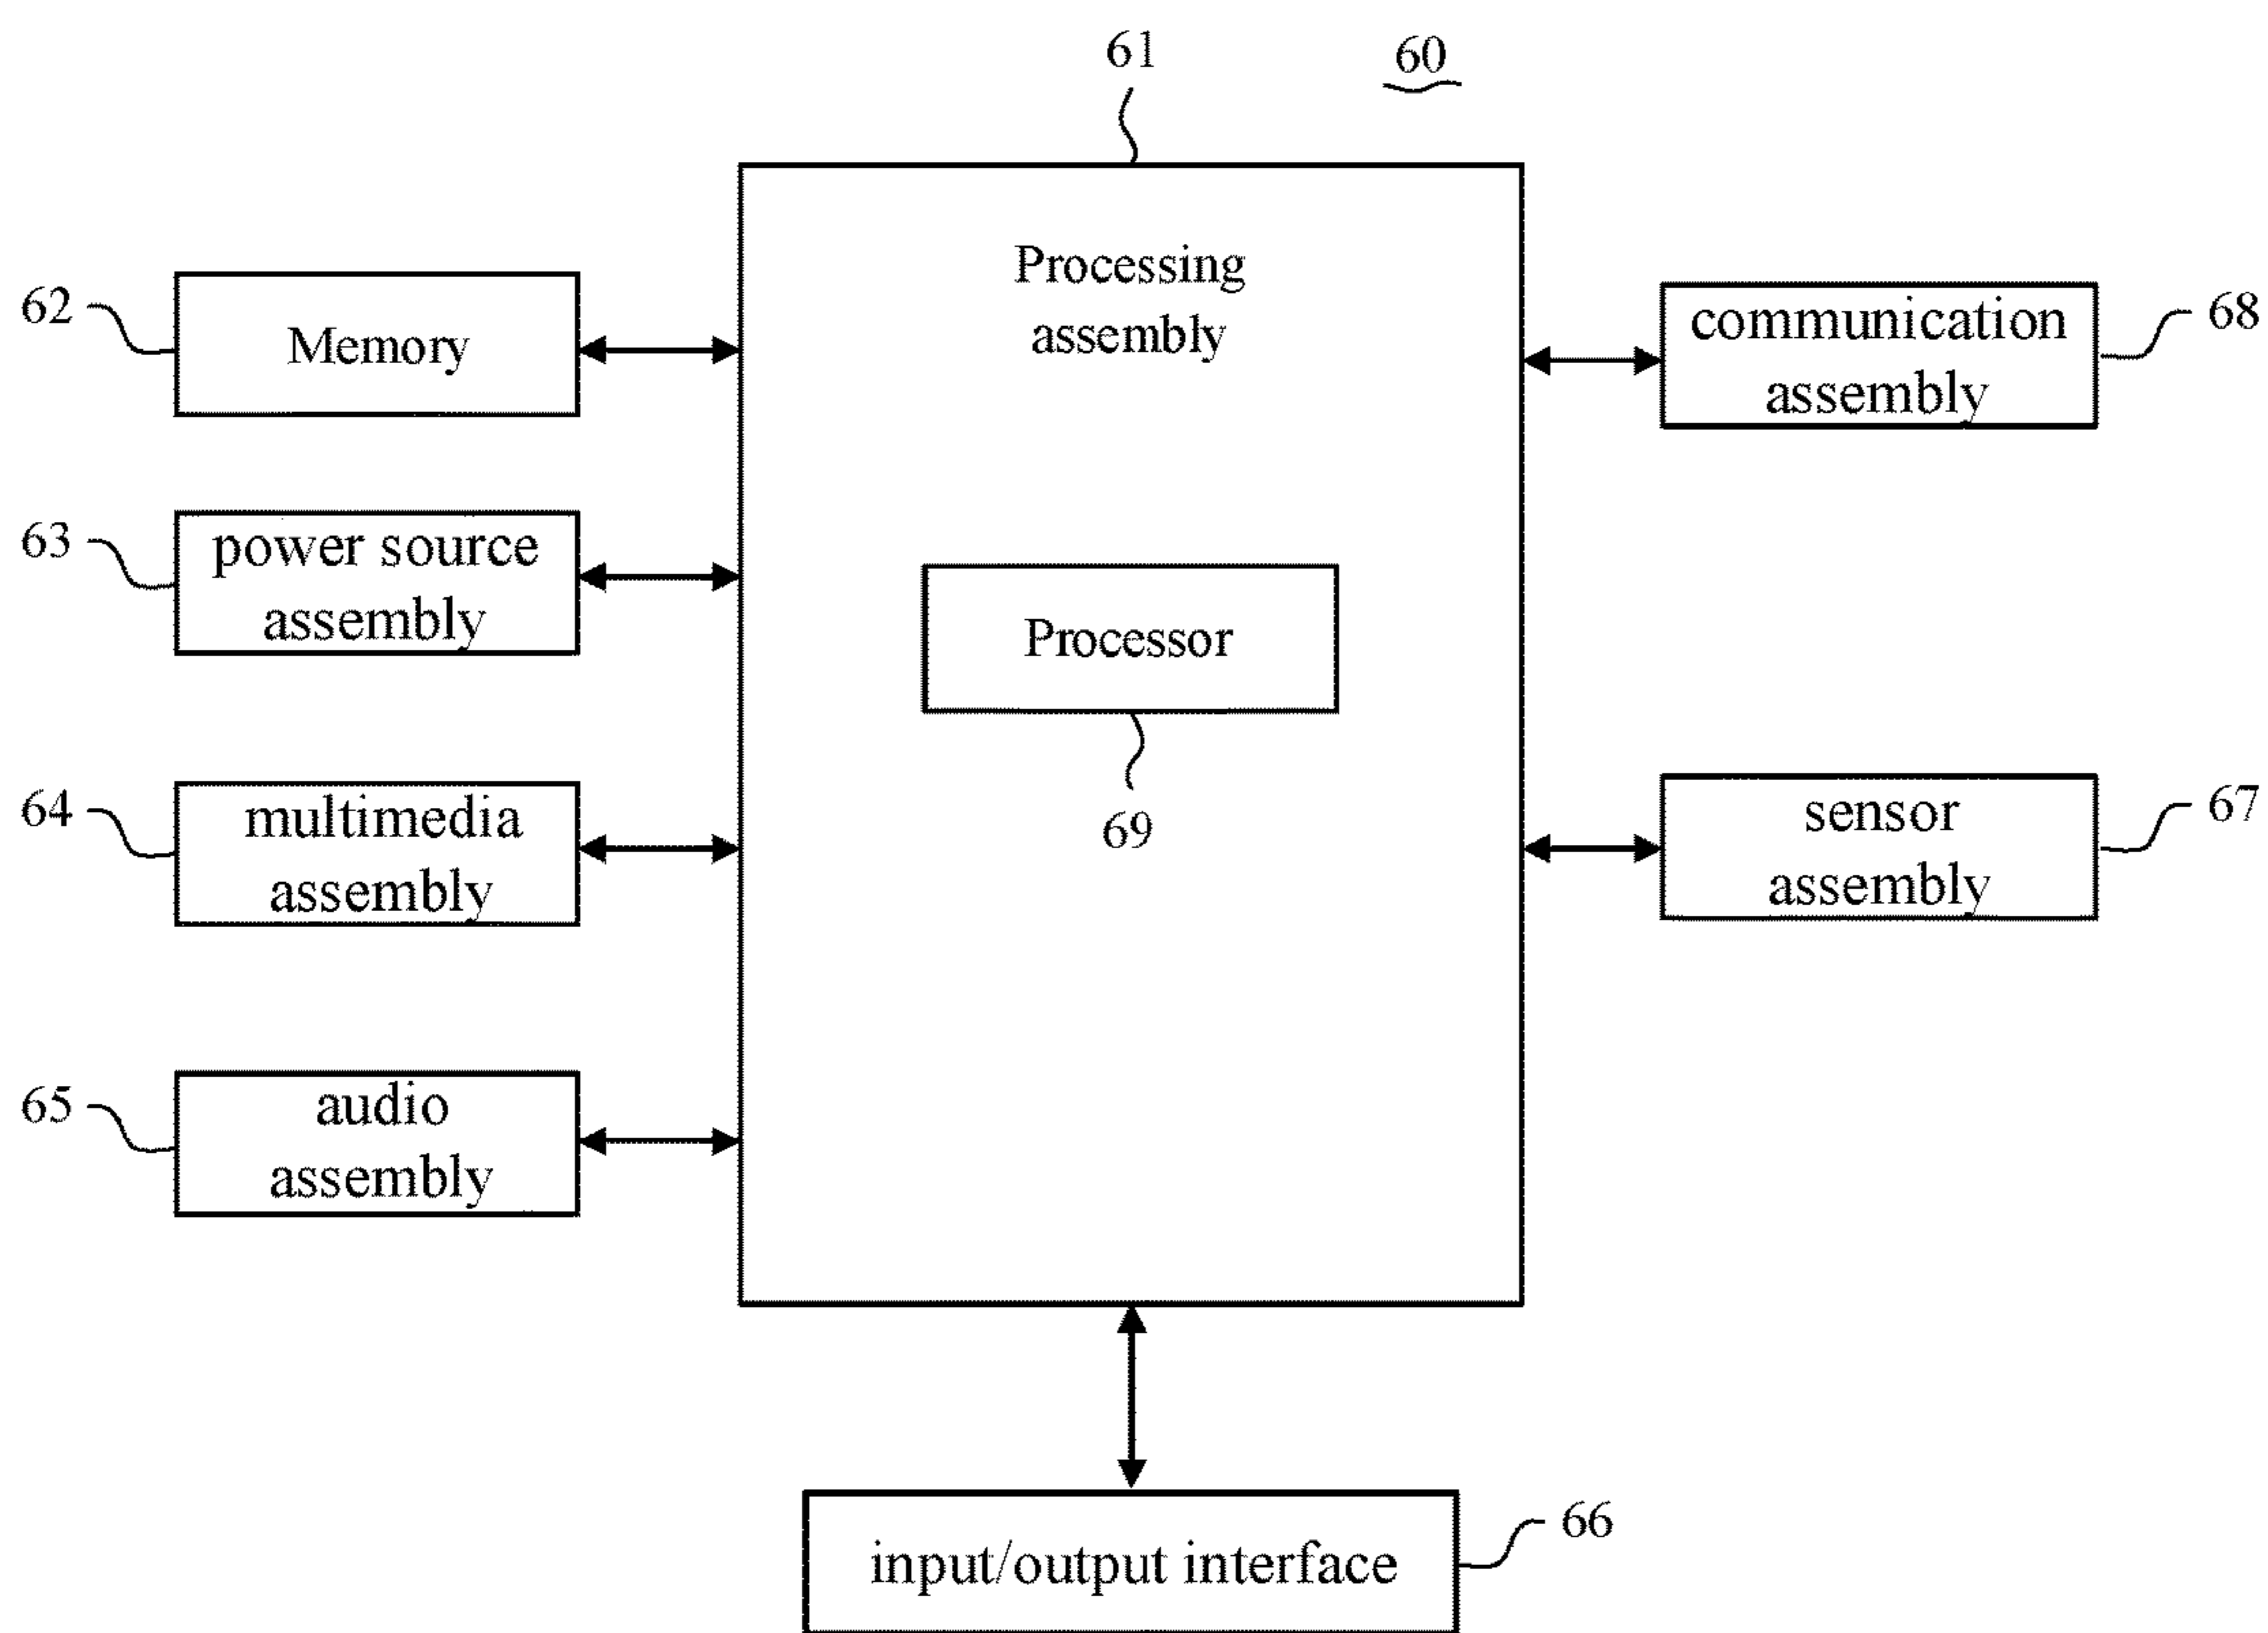 61
60
Processing
assembly
62
Memory
communication
assembly
68
63
power source
assembly
Processor
69
64
multimedia
assembly
sensor
assembly
67
65
audio
assembly
66
input/output interface